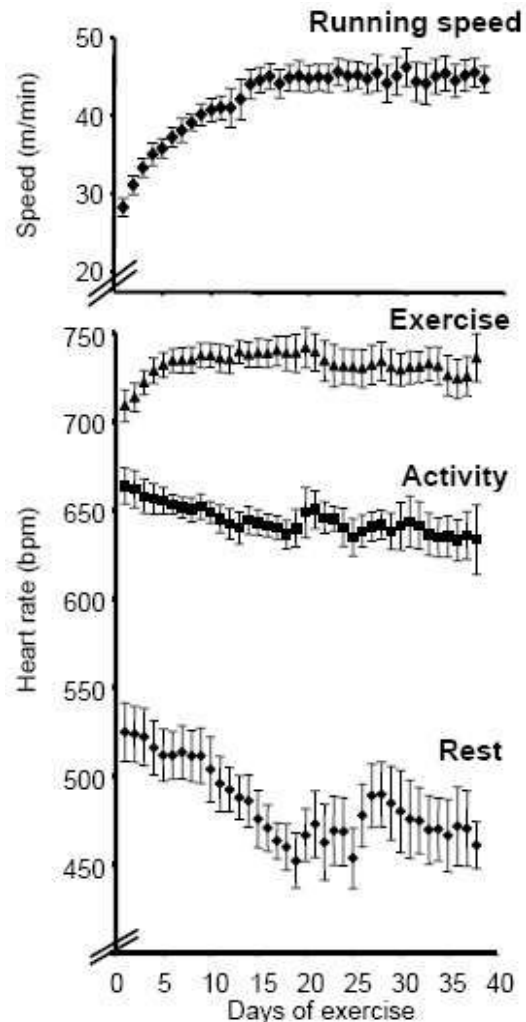 Running speed
50
40
30
20
Speed (m/min)
Exercise
750
700
Activity
650
600
550
Rest
500
450
Heart rate (bpm)
0 5 10 15 20 25 30 35 40
Days of exercise